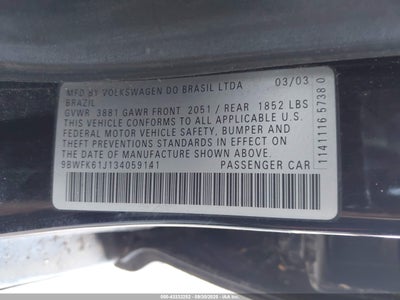 MFD BY VOLKSWAGEN DO BRASIL LTDA 03/03
BRAZIL
GVWR 3881 GAWR FRONT 2051 / REAR 1852 LBS
THIS VEHICLE CONFORMS TO ALL APPLICABLE U.S.
FEDERAL MOTOR VEHICLE SAFETY, BUMPER AND
THEFT PREVENTION STANDARDS IN EFFECT ON THE
DATE OF MANUFACTURE SHOWN ABOVE
9BWFK61J134059141 PASSENGER CAR
1141116 5738 0